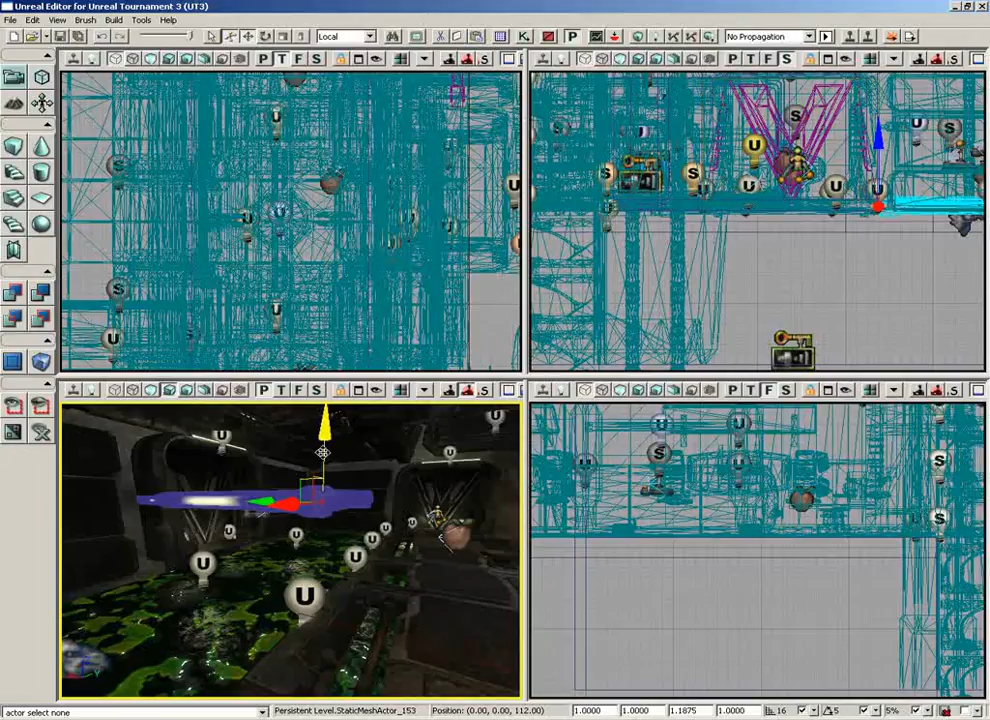 Unreal Editor for Unreal Tournament 3 (UT3)
File Edit View Brush Build Tools Help
Local
No Propagation
P T F S
P T F S
S
U
S
U
U
S
U
U
U
S
U
S
S
U
U
U
U
S
P T F S
P T F S
U
U
U
U
U
U
U
U
U
U
U
U
U
S
U
U
S
S
actor select none
Persistent Level.StaticMeshActor_153
Position: (0.00, 0.00, 112.00)
1.0000
1.0000
1.1875
1.0000
16
5
5%